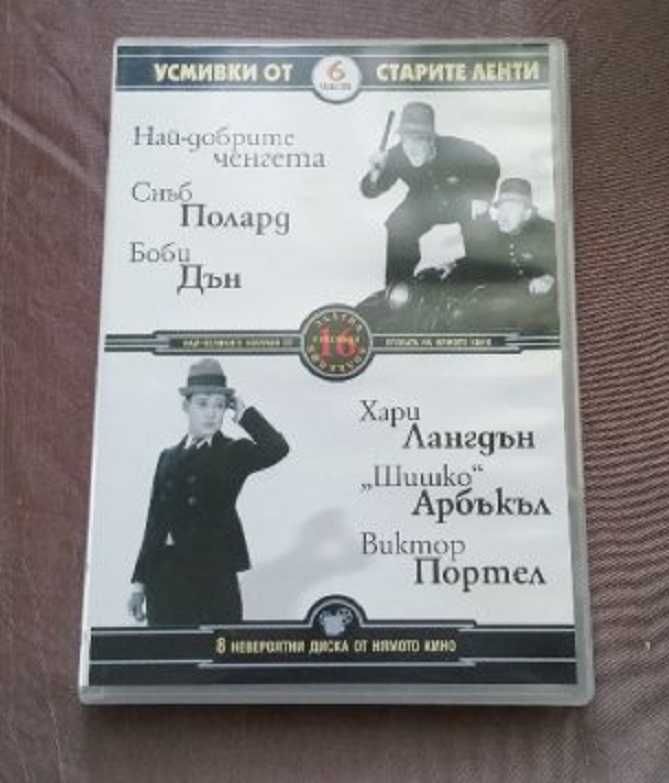 УСМИВКИ ОТ 6 СТАРИТЕ ЛЕНТИ
Най-добрите
ченгета
Снъб
Полард
Боби
Дън
16
Хари
Лангдън
„Шишко“
Арбъкъл
Виктор
Портел
8 НЕВЕРОЯТНИ ДИСКА ОТ НЯМОТО КИНО